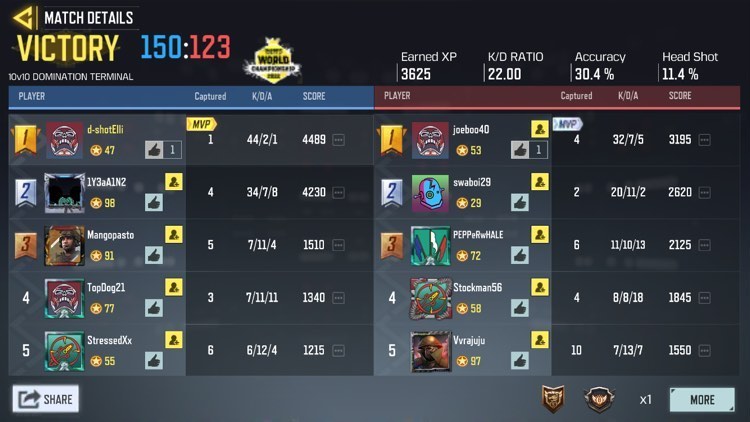 MATCH DETAILS
VICTORY 150:123
10v10 DOMINATION TERMINAL
WORLD
CHAMPIONSHIP
Earned XP K/D RATIO Accuracy Head Shot
3625 22.00 30.4 % 11.4 %
PLAYER Captured K/D/A SCORE
1 d-shotElli 47 1 MVP 1 44/2/1 4489
2 1Y3aA1N2 98 4 34/7/8 4230
3 Mangopasto 91 5 7/11/4 1510
4 TopDog21 77 3 7/11/11 1340
5 StressedXx 55 6 6/12/4 1215
PLAYER Captured K/D/A SCORE
1 joeboo40 53 1 MVP 4 32/7/5 3195
2 swaboi29 29 2 20/11/2 2620
3 PEPPeRwHALE 72 6 11/10/13 2125
4 Stockman56 58 4 8/8/18 1845
5 Vvrajuju 97 10 7/13/7 1550
SHARE x1 MORE